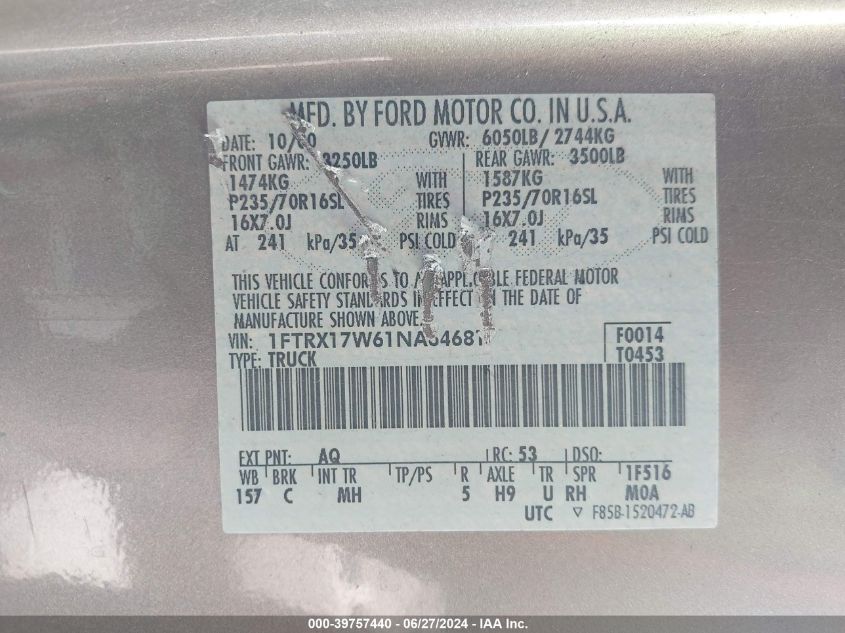 MFD. BY FORD MOTOR CO. IN U.S.A.
DATE: GVWR: 6050LB/ 2744KG
FRONT GAWR: 3250LB REAR GAWR: 3500LB
1474KG WITH 1587KG WITH
P235/70R16SL TIRES P235/70R16SL TIRES
16X7.0J RIMS 16X7.0J RIMS
AT 241 kPa/35 PSI COLD 241 kPa/35 PSI COLD
THIS VEHICLE CONFORMS TO FEDERAL MOTOR
VEHICLE SAFETY STANDARDS IN EFFECT THE DATE OF
MANUFACTURE SHOWN ABOVE.
VIN: F0014
TYPE: TRUCK T0453
EXT PNT: AQ RC: 53 DSO:
WB BRK INT TR TP/PS R AXLE TR SPR 1F516
157 C MH 5 H9 U RH M0A
UTC ▽ F85B-1520472-AB
000-39757440 - 06/27/2024 - IAA Inc.